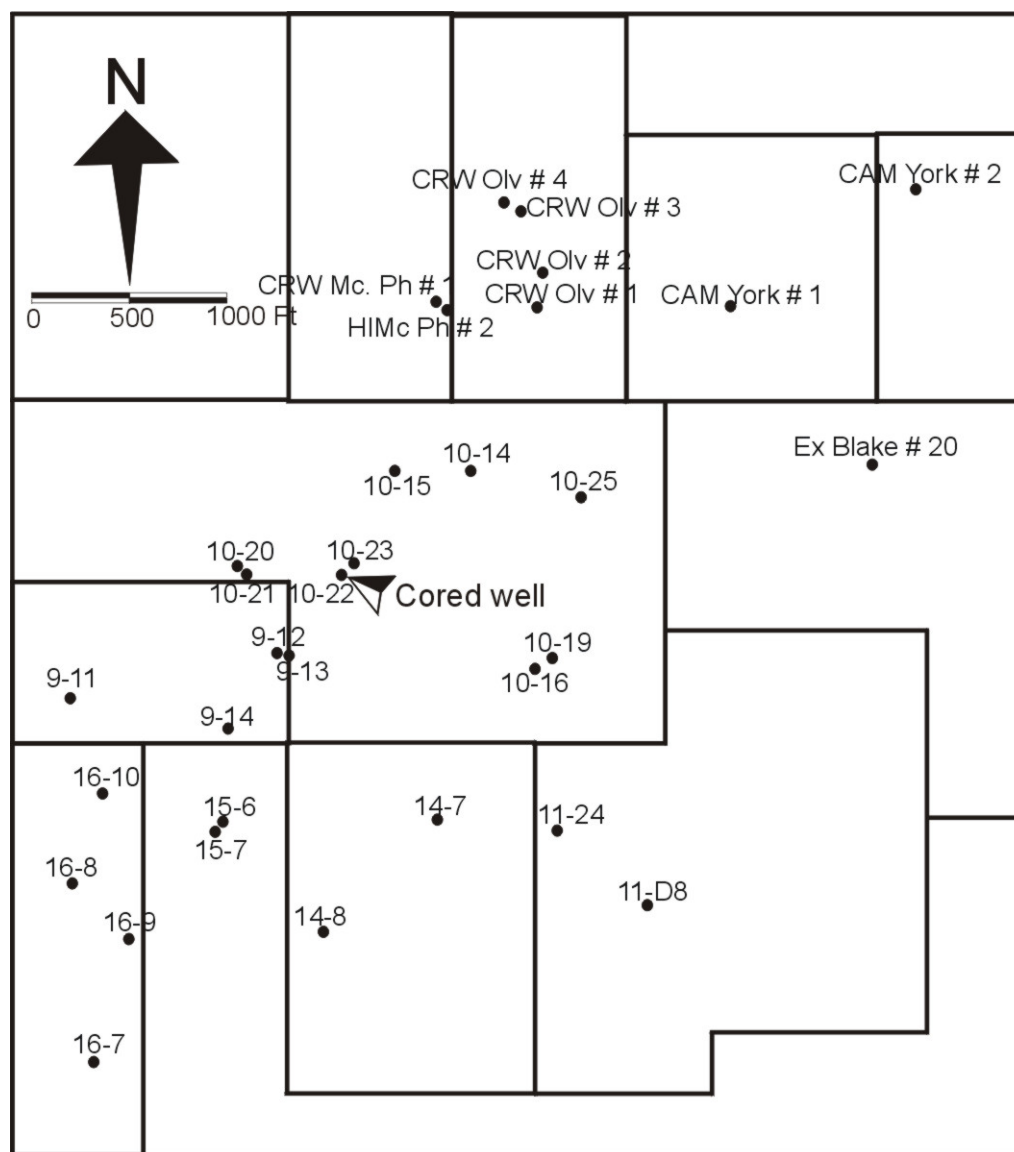 N
0 500 1000 Ft
CRW Olv # 4
CRW Olv # 3
CAM York # 2
CRW Olv # 2
CRW Mc. Ph # 1
CRW Olv # 1
CAM York # 1
HIMc Ph # 2
Ex Blake # 20
10-14
10-15
10-25
10-20
10-23
10-21
10-22
Cored well
9-12
9-13
10-19
10-16
9-11
9-14
16-10
15-6
15-7
14-7
11-24
16-8
11-D8
16-9
14-8
16-7